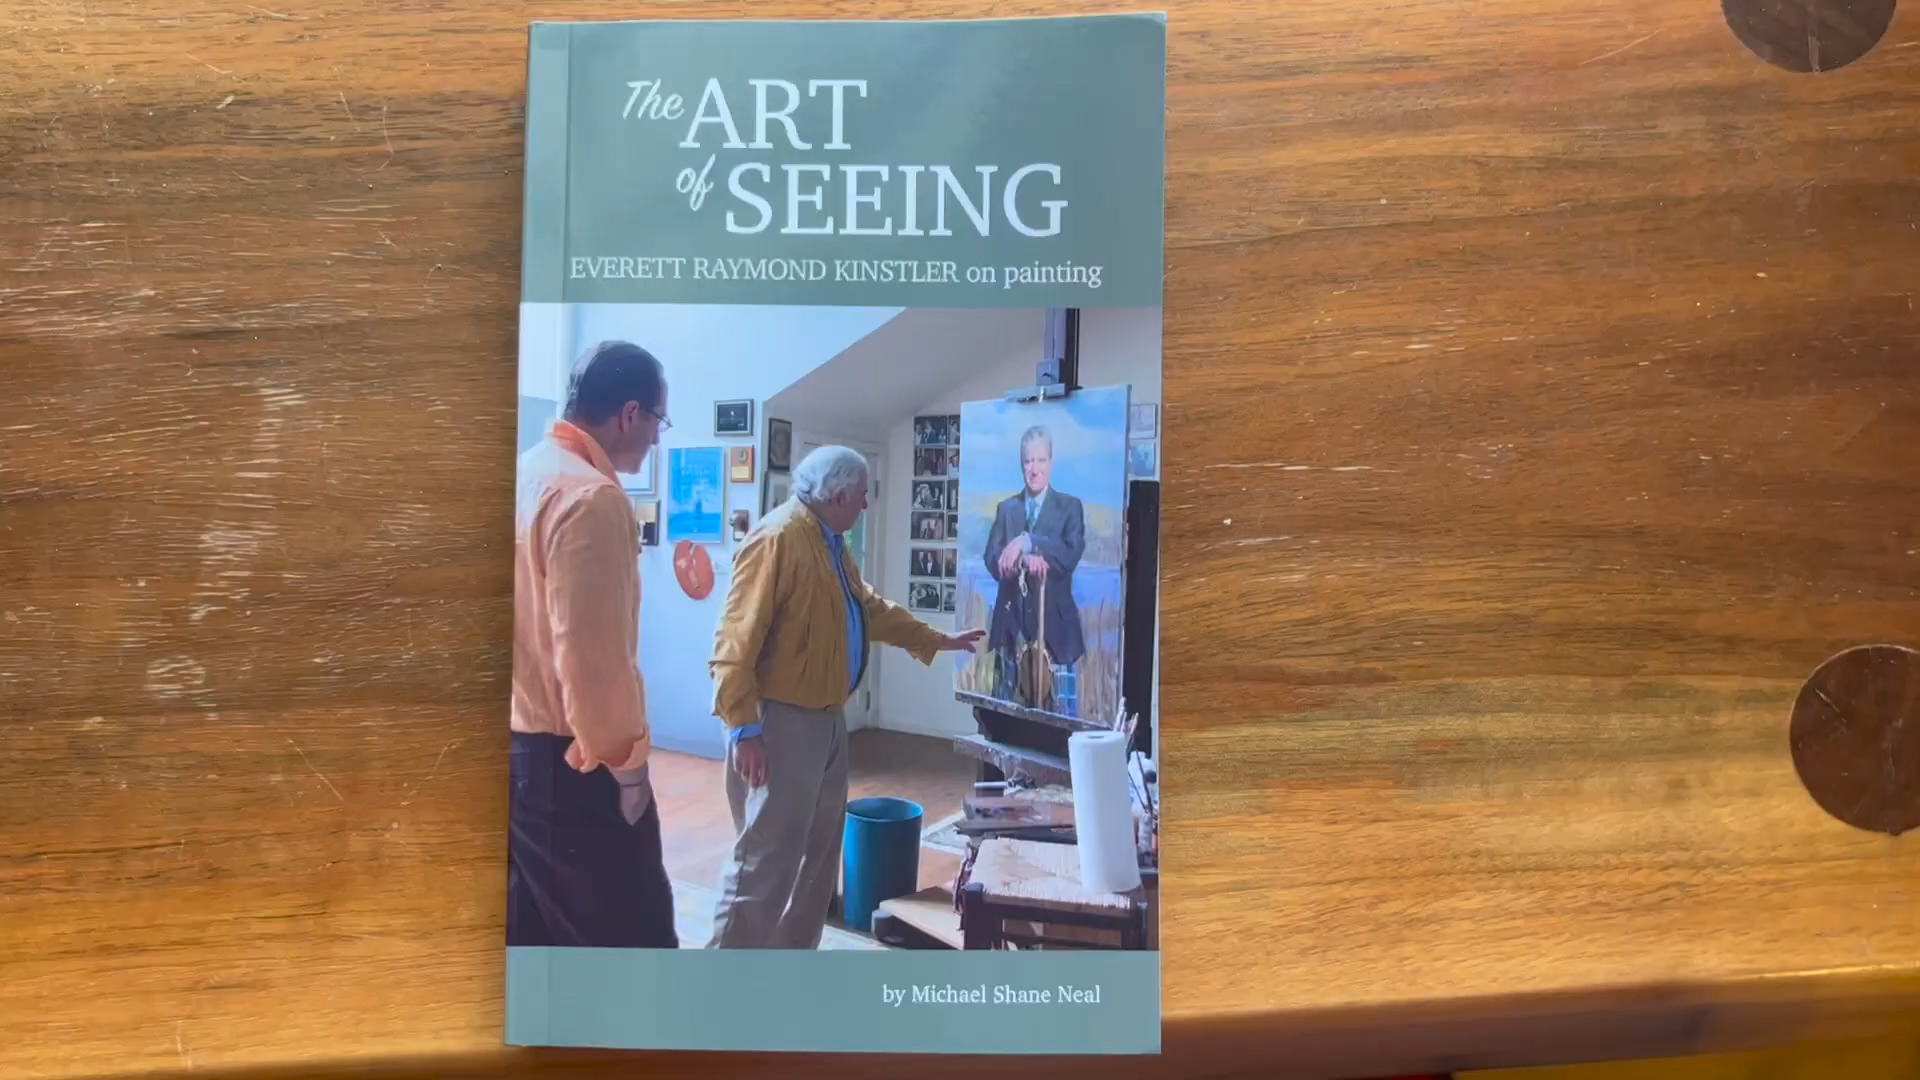 The ART
of SEEING
EVERETT RAYMOND KINSTLER on painting
by Michael Shane Neal